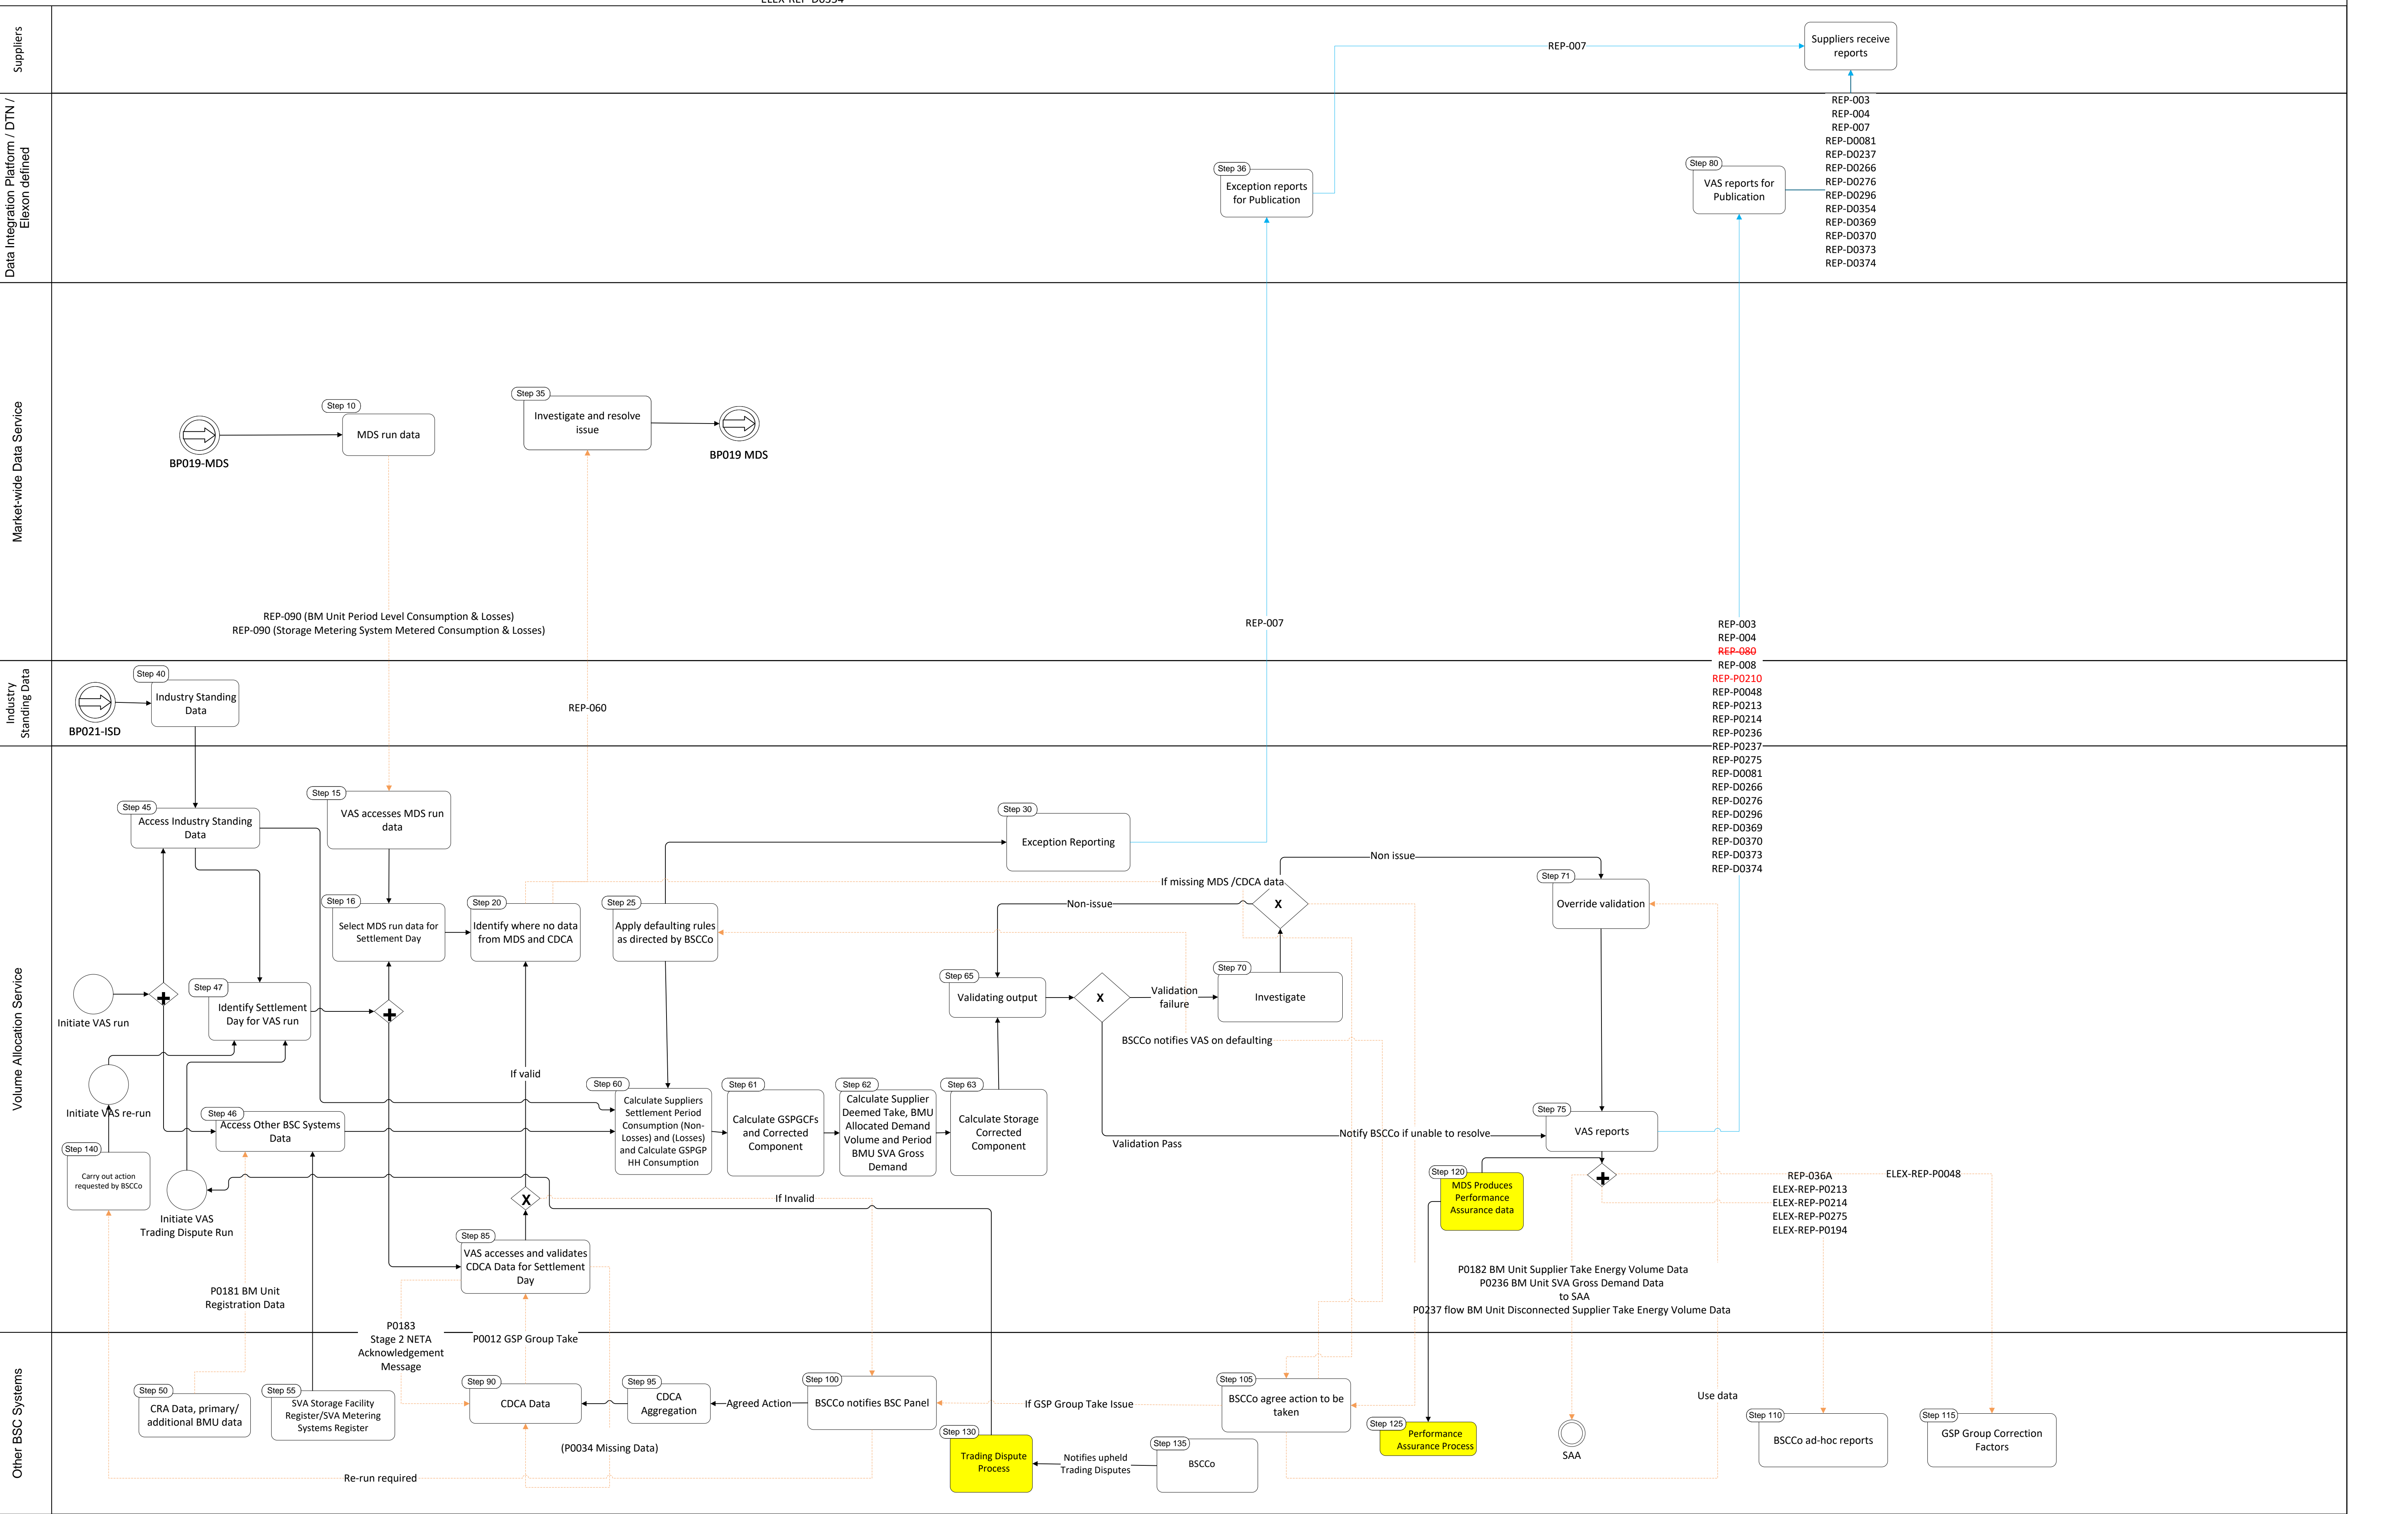 ELEX-REP-D0354
Suppliers
REP-007
Suppliers receive
reports
Data Integration Platform / DTN /
Elexon defined
Step 36
Exception reports
for Publication
Step 80
VAS reports for
Publication
REP-003
REP-004
REP-007
REP-D0081
REP-D0237
REP-D0266
REP-D0276
REP-D0296
REP-D0354
REP-D0369
REP-D0370
REP-D0373
REP-D0374
Market-wide Data Service
BP019-MDS
Step 10
MDS run data
Step 35
Investigate and resolve
issue
BP019 MDS
REP-090 (BM Unit Period Level Consumption & Losses)
REP-090 (Storage Metering System Metered Consumption & Losses)
REP-007
REP-003
REP-004
REP-080
REP-008
REP-P0210
REP-P0048
REP-P0213
REP-P0214
REP-P0236
REP-P0237
REP-P0275
REP-D0081
REP-D0266
REP-D0276
REP-D0296
REP-D0369
REP-D0370
REP-D0373
REP-D0374
Industry
Standing Data
BP021-ISD
Step 40
Industry Standing
Data
REP-060
Volume Allocation Service
Step 45
Access Industry Standing
Data
Step 15
VAS accesses MDS run
data
Step 30
Exception Reporting
Non issue
If missing MDS /CDCA data
Step 16
Select MDS run data for
Settlement Day
Step 20
Identify where no data
from MDS and CDCA
Step 25
Apply defaulting rules
as directed by BSCCo
Non-issue
X
Step 71
Override validation
Initiate VAS run
Step 47
Identify Settlement
Day for VAS run
Step 65
Validating output
X
Validation
failure
Step 70
Investigate
BSCCo notifies VAS on defaulting
If valid
Initiate VAS re-run
Step 46
Access Other BSC Systems
Data
Step 60
Calculate Suppliers
Settlement Period
Consumption (Non-
Losses) and (Losses)
and Calculate GSPGP
HH Consumption
Step 61
Calculate GSPGCFs
and Corrected
Component
Step 62
Calculate Supplier
Deemed Take, BMU
Allocated Demand
Volume and Period
BMU SVA Gross
Demand
Step 63
Calculate Storage
Corrected
Component
Validation Pass
Notify BSCCo if unable to resolve
Step 75
VAS reports
Step 140
Carry out action
requested by BSCCo
Initiate VAS
Trading Dispute Run
X
If Invalid
Step 120
MDS Produces
Performance
Assurance data
REP-036A
ELEX-REP-P0213
ELEX-REP-P0214
ELEX-REP-P0275
ELEX-REP-P0194
ELEX-REP-P0048
Step 85
VAS accesses and validates
CDCA Data for Settlement
Day
P0181 BM Unit
Registration Data
P0182 BM Unit Supplier Take Energy Volume Data
P0236 BM Unit SVA Gross Demand Data
to SAA
P0237 flow BM Unit Disconnected Supplier Take Energy Volume Data
P0183
Stage 2 NETA
Acknowledgement
Message
P0012 GSP Group Take
Other BSC Systems
Step 50
CRA Data, primary/
additional BMU data
Step 55
SVA Storage Facility
Register/SVA Metering
Systems Register
Step 90
CDCA Data
Step 95
CDCA
Aggregation
Agreed Action
Step 100
BSCCo notifies BSC Panel
If GSP Group Take Issue
Step 105
BSCCo agree action to be
taken
Use data
Step 130
Trading Dispute
Process
Notifies upheld
Trading Disputes
Step 135
BSCCo
Step 125
Performance
Assurance Process
SAA
Step 110
BSCCo ad-hoc reports
Step 115
GSP Group Correction
Factors
(P0034 Missing Data)
Re-run required